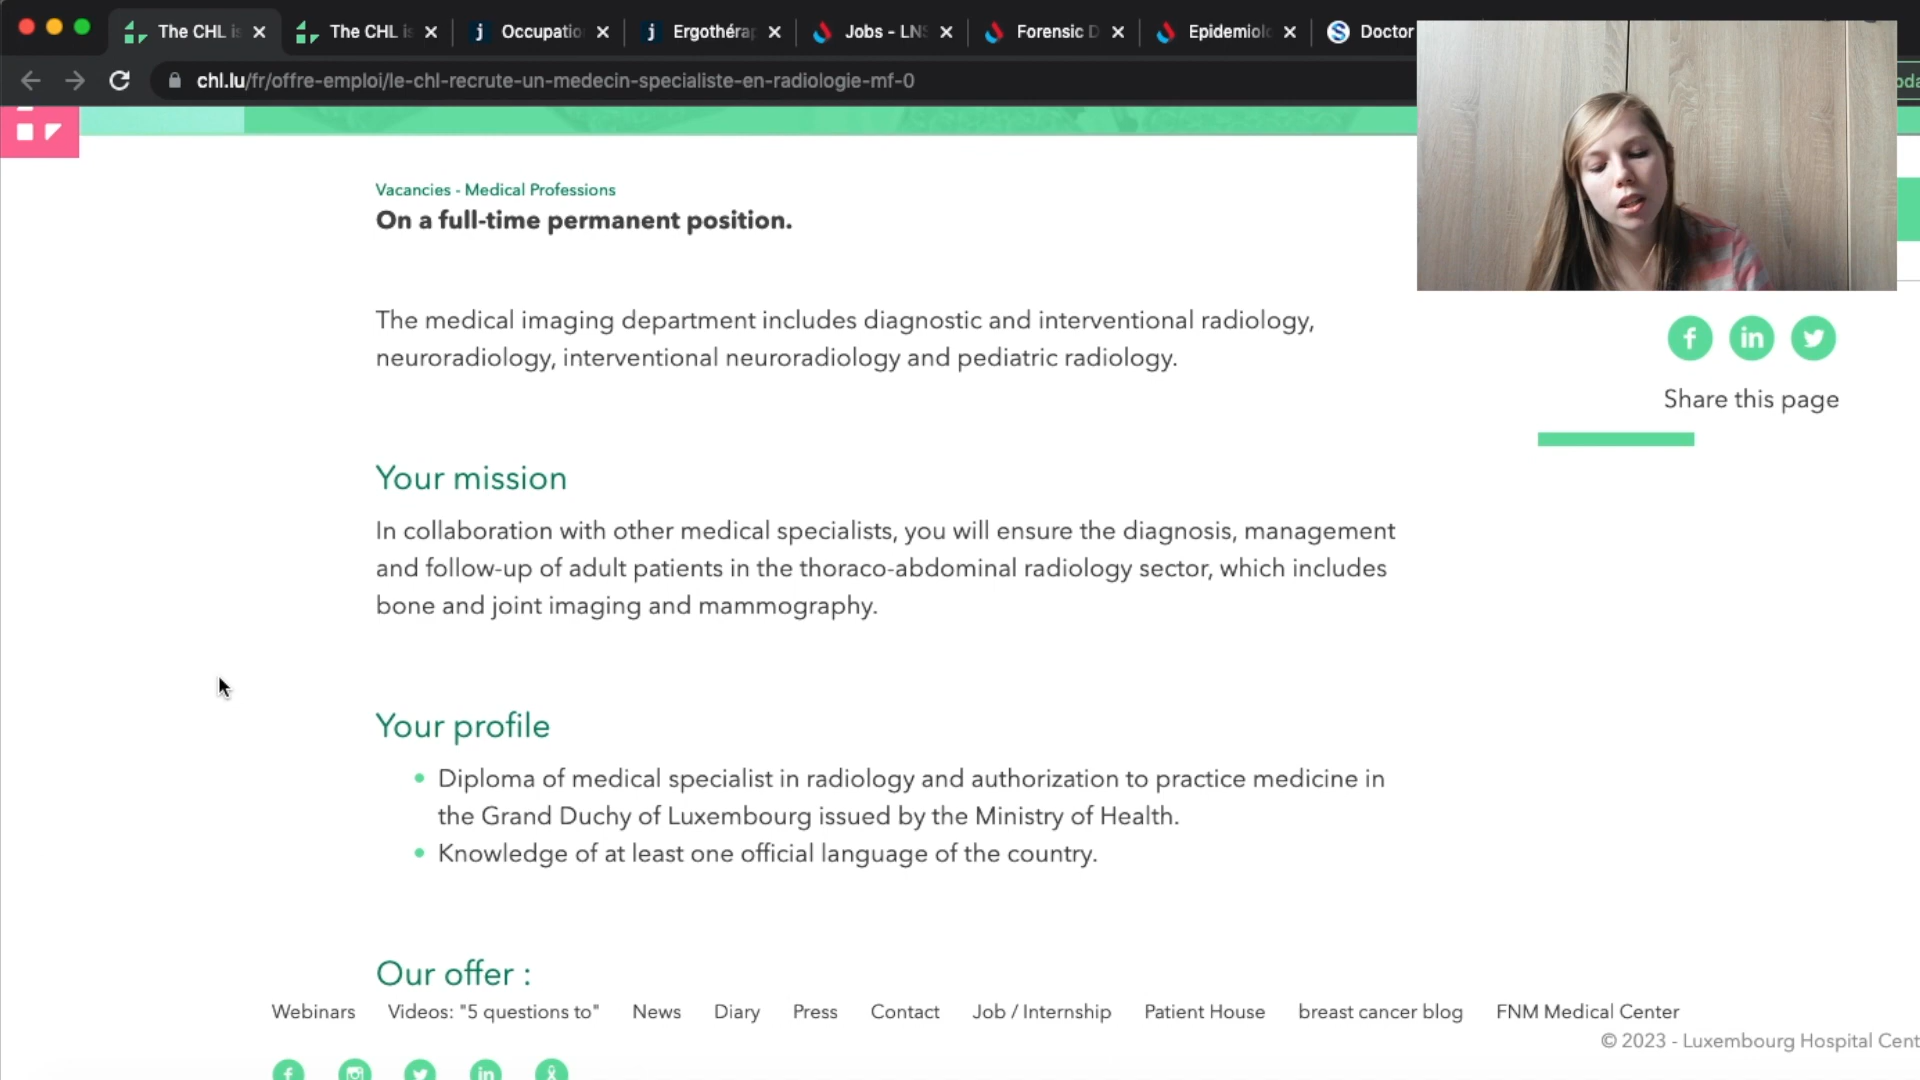 The CHL is
The CHL is
Occupatio
Ergothérap
Jobs - LNS
Forensic D
Epidemiolo
Doctor
chl.lu/fr/offre-emploi/le-chl-recrute-un-medecin-specialiste-en-radiologie-mf-0
Vacancies - Medical Professions
On a full-time permanent position.
The medical imaging department includes diagnostic and interventional radiology,
neuroradiology, interventional neuroradiology and pediatric radiology.
Share this page
Your mission
In collaboration with other medical specialists, you will ensure the diagnosis, management
and follow-up of adult patients in the thoraco-abdominal radiology sector, which includes
bone and joint imaging and mammography.
Your profile
Diploma of medical specialist in radiology and authorization to practice medicine in
the Grand Duchy of Luxembourg issued by the Ministry of Health.
Knowledge of at least one official language of the country.
Our offer :
Webinars Videos: "5 questions to" News Diary Press Contact Job / Internship Patient House breast cancer blog FNM Medical Center
© 2023 - Luxembourg Hospital Cent